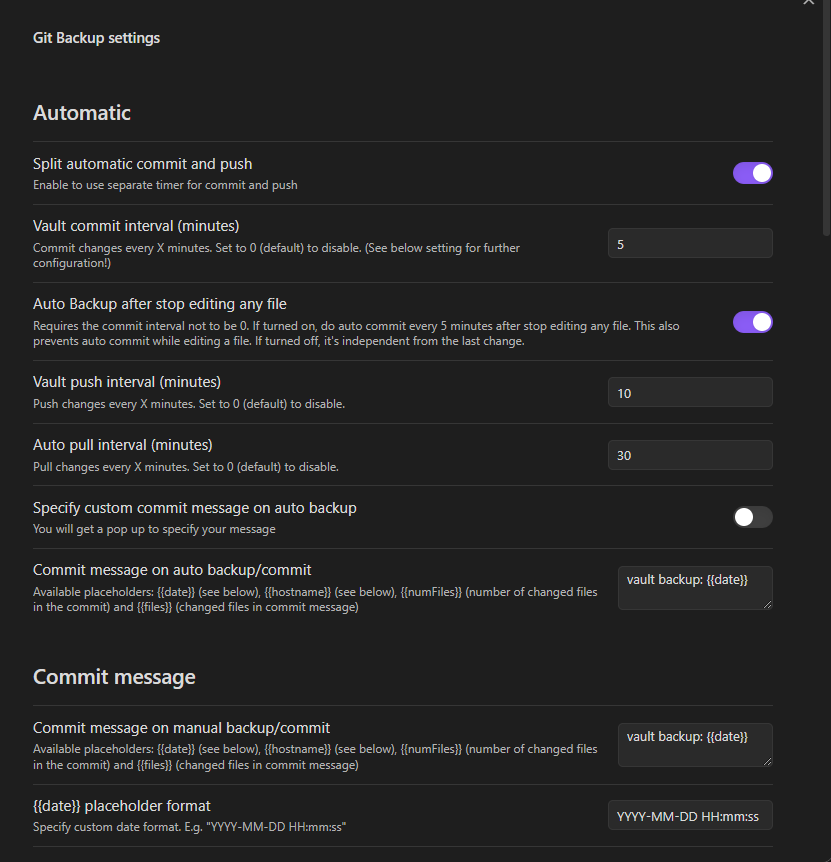 Git Backup settings
Automatic
Split automatic commit and push
Enable to use separate timer for commit and push
Vault commit interval (minutes)
Commit changes every X minutes. Set to 0 (default) to disable. (See below setting for further
configuration!)
5
Auto Backup after stop editing any file
Requires the commit interval not to be 0. If turned on, do auto commit every 5 minutes after stop editing any file. This also
prevents auto commit while editing a file. If turned off, it's independent from the last change.
Vault push interval (minutes)
Push changes every X minutes. Set to 0 (default) to disable.
10
Auto pull interval (minutes)
Pull changes every X minutes. Set to 0 (default) to disable.
30
Specify custom commit message on auto backup
You will get a pop up to specify your message
Commit message on auto backup/commit
Available placeholders: {{date}} (see below), {{hostname}} (see below), {{numFiles}} (number of changed files
in the commit) and {{files}} (changed files in commit message)
vault backup: {{date}}
Commit message
Commit message on manual backup/commit
Available placeholders: {{date}} (see below), {{hostname}} (see below), {{numFiles}} (number of changed files
in the commit) and {{files}} (changed files in commit message)
vault backup: {{date}}
{{date}} placeholder format
Specify custom date format. E.g. "YYYY-MM-DD HH:mm:ss"
YYYY-MM-DD HH:mm:ss